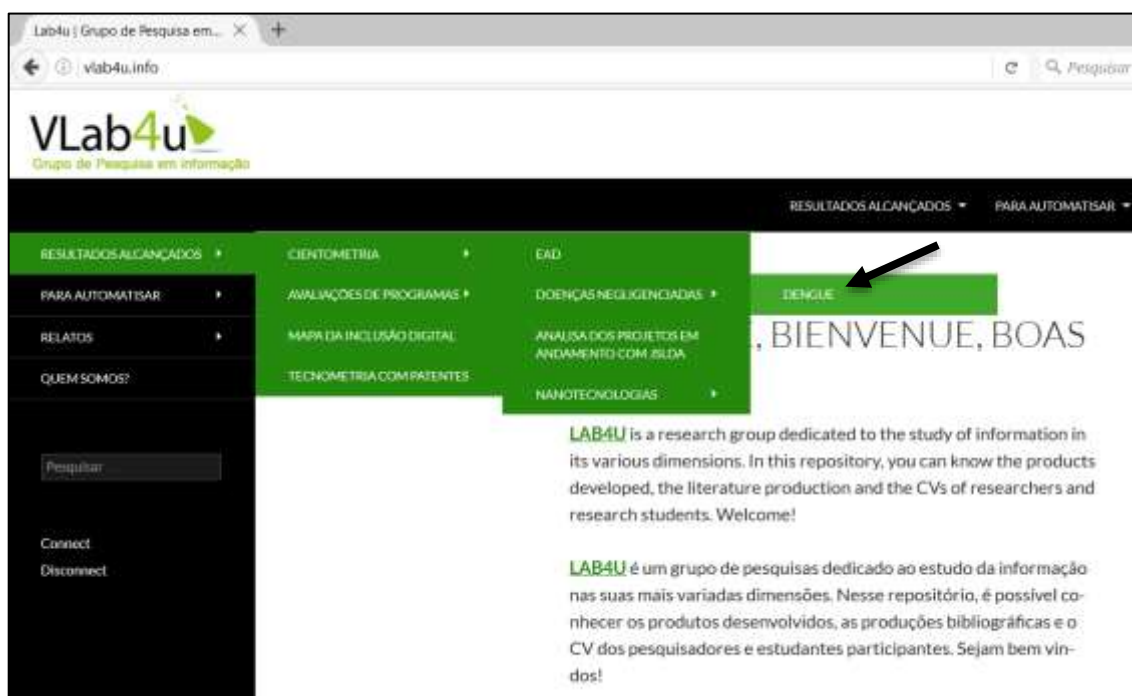 Lab4u | Grupo de Pesquisa em...
vlab4u.info
Pesquisar
VLab4u
Grupo de Pesquisa em informação
RESULTADOS ALCANÇADOS
PARA AUTOMATISAR
RESULTADOS ALCANÇADOS
PARA AUTOMATISAR
RELATOS
QUEM SOMOS?
CIENTOMETRIA
AVALIAÇÕES DE PROGRAMAS
MAPA DA INCLUSÃO DIGITAL
TECNOMETRIA COM PATENTES
EAD
DOENÇAS NEGLIGENCIADAS
ANALISA DOS PROJETOS EM
ANDAMENTO COM JSLDA
NANOTECNOLOGIAS
DENGUE
, BIENVENUE, BOAS
Pesquisar
Connect
Disconnect
LAB4U is a research group dedicated to the study of information in
its various dimensions. In this repository, you can know the products
developed, the literature production and the CVs of researchers and
research students. Welcome!
LAB4U é um grupo de pesquisas dedicado ao estudo da informação
nas suas mais variadas dimensões. Nesse repositório, é possível co-
nhecer os produtos desenvolvidos, as produções bibliográficas e o
CV dos pesquisadores e estudantes participantes. Sejam bem vin-
dos!